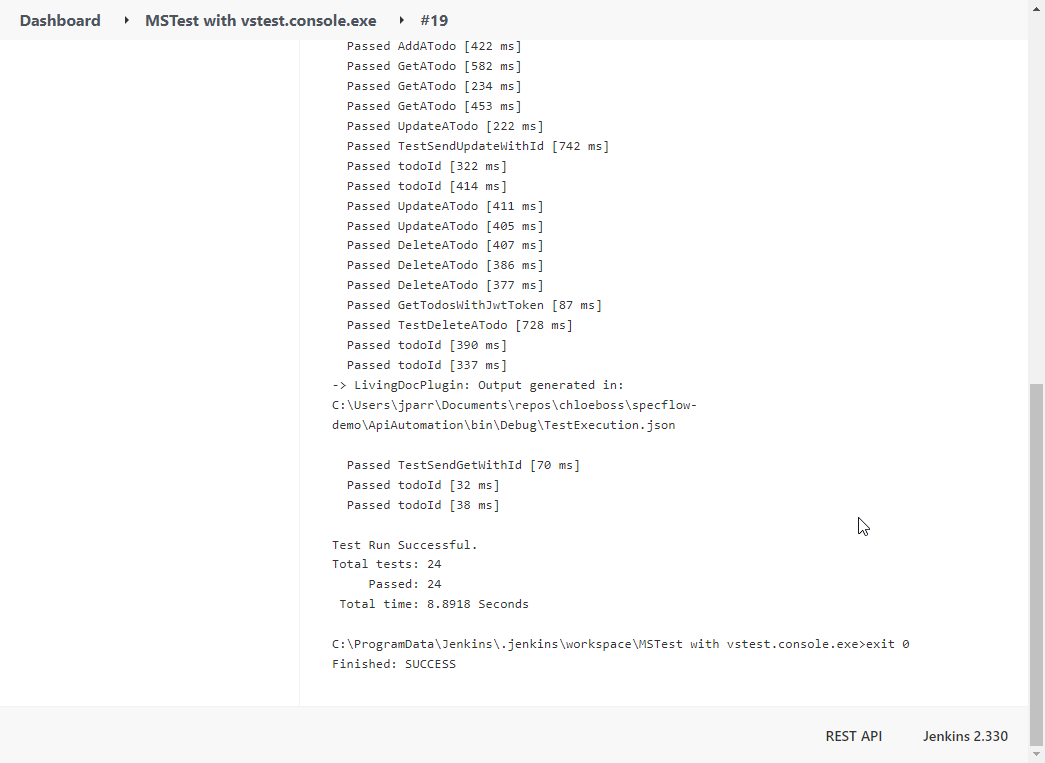 Dashboard ‣ MSTest with vstest.console.exe ‣ #19
Passed AddATodo [422 ms]
Passed GetATodo [582 ms]
Passed GetATodo [234 ms]
Passed GetATodo [453 ms]
Passed UpdateATodo [222 ms]
Passed TestSendUpdateWithId [742 ms]
Passed todoId [322 ms]
Passed todoId [414 ms]
Passed UpdateATodo [411 ms]
Passed UpdateATodo [405 ms]
Passed DeleteATodo [407 ms]
Passed DeleteATodo [386 ms]
Passed DeleteATodo [377 ms]
Passed GetTodosWithJwtToken [87 ms]
Passed TestDeleteATodo [728 ms]
Passed todoId [390 ms]
Passed todoId [337 ms]
-> LivingDocPlugin: Output generated in:
C:\Users\jparr\Documents\repos\chloeboss\specflow-
demo\ApiAutomation\bin\Debug\TestExecution.json
Passed TestSendGetWithId [70 ms]
Passed todoId [32 ms]
Passed todoId [38 ms]
Test Run Successful.
Total tests: 24
Passed: 24
Total time: 8.8918 Seconds
C:\ProgramData\Jenkins\.jenkins\workspace\MSTest with vstest.console.exe>exit 0
Finished: SUCCESS
REST API Jenkins 2.330